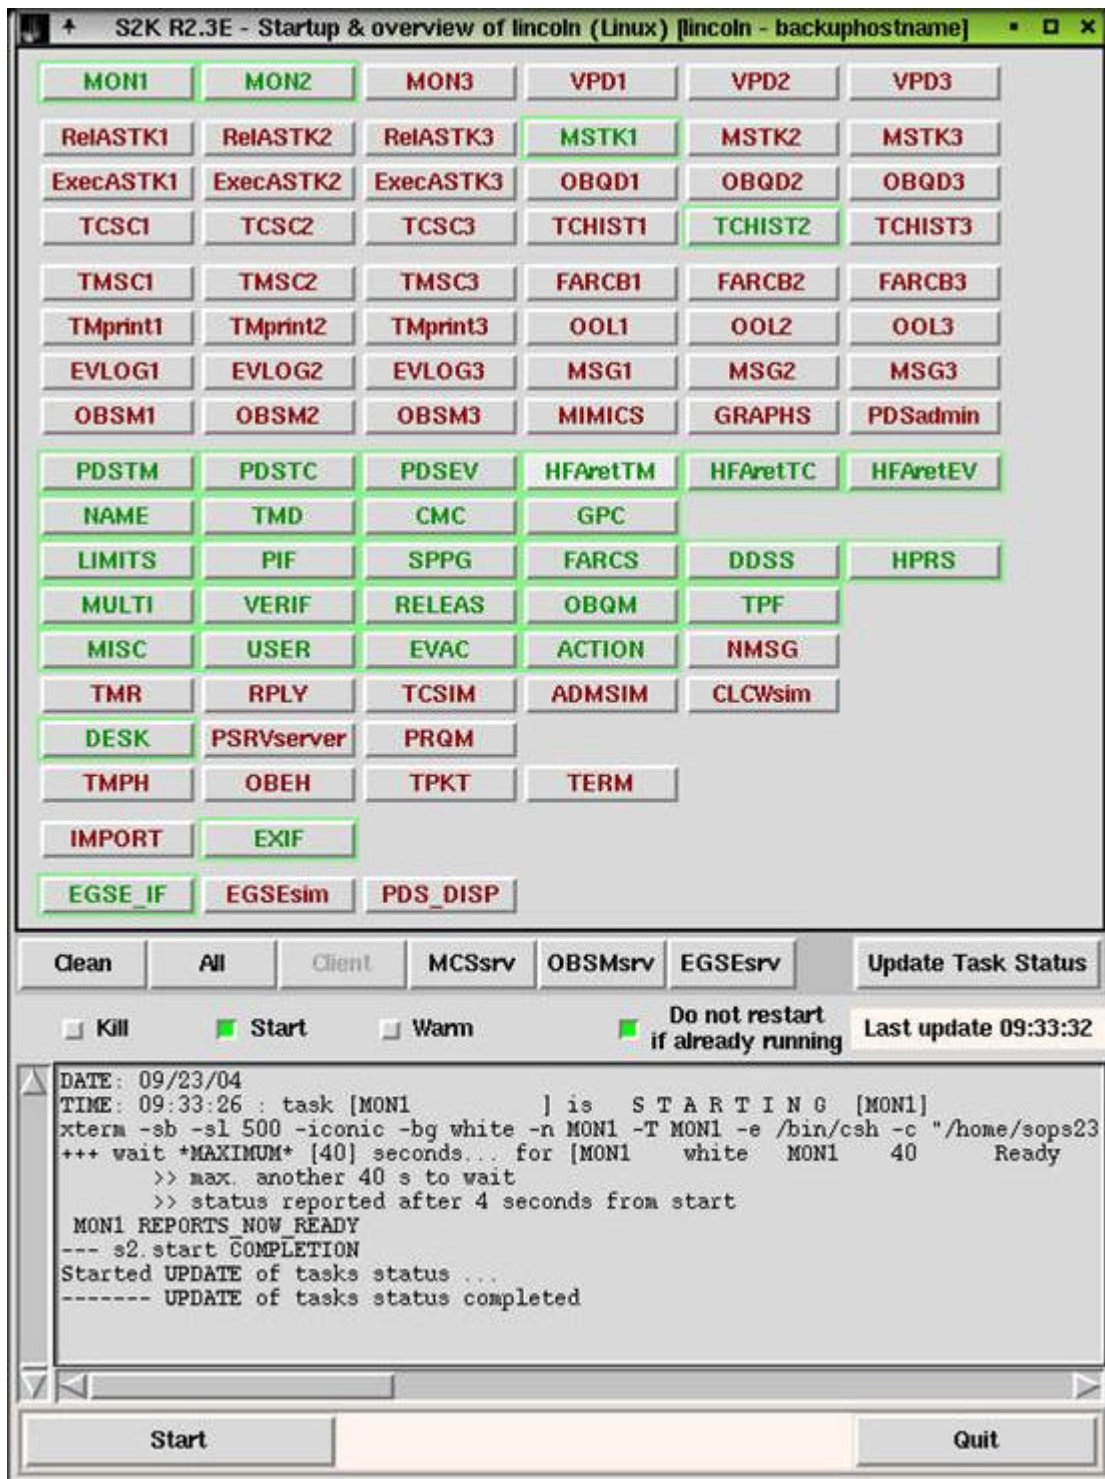 S2K R2.3E - Startup & overview of lincoln (Linux) [lincoln - backuphostname]
MON1 MON2 MON3 VPD1 VPD2 VPD3
RelASTK1 RelASTK2 RelASTK3 MSTK1 MSTK2 MSTK3
ExecASTK1 ExecASTK2 ExecASTK3 OBQD1 OBQD2 OBQD3
TCSC1 TCSC2 TCSC3 TCHIST1 TCHIST2 TCHIST3
TMSC1 TMSC2 TMSC3 FARCB1 FARCB2 FARCB3
TMprint1 TMprint2 TMprint3 OOL1 OOL2 OOL3
EVLOG1 EVLOG2 EVLOG3 MSG1 MSG2 MSG3
OBSM1 OBSM2 OBSM3 MIMICS GRAPHS PDSadmin
PDSTM PDSTC PDSEV HFAretTM HFAretTC HFAretEV
NAME TMD CMC GPC
LIMITS PIF SPPG FARCS DDSS HPRS
MULTI VERIF RELEAS OBQM TPF
MISC USER EVAC ACTION NMSG
TMR RPLY TCSIM ADMSIM CLCWsim
DESK PSRVserver PRQM
TMPH OBEH TPKT TERM
IMPORT EXIF
EGSE_IF EGSEsim PDS_DISP
Clean All Client MCSsrv OBSMsrv EGSEsrv Update Task Status
Kill Start Warm Do not restart if already running Last update 09:33:32
DATE: 09/23/04
TIME: 09:33:26 : task [MON1 ] is S T A R T I N G [MON1]
xterm -sb -sl 500 -iconic -bg white -n MON1 -T MON1 -e /bin/csh -c "/home/sops23
+++ wait *MAXIMUM* [40] seconds... for [MON1 white MON1 40 Ready
>> max. another 40 s to wait
>> status reported after 4 seconds from start
MON1 REPORTS_NOW_READY
--- s2.start COMPLETION
Started UPDATE of tasks status ...
------- UPDATE of tasks status completed
Start Quit